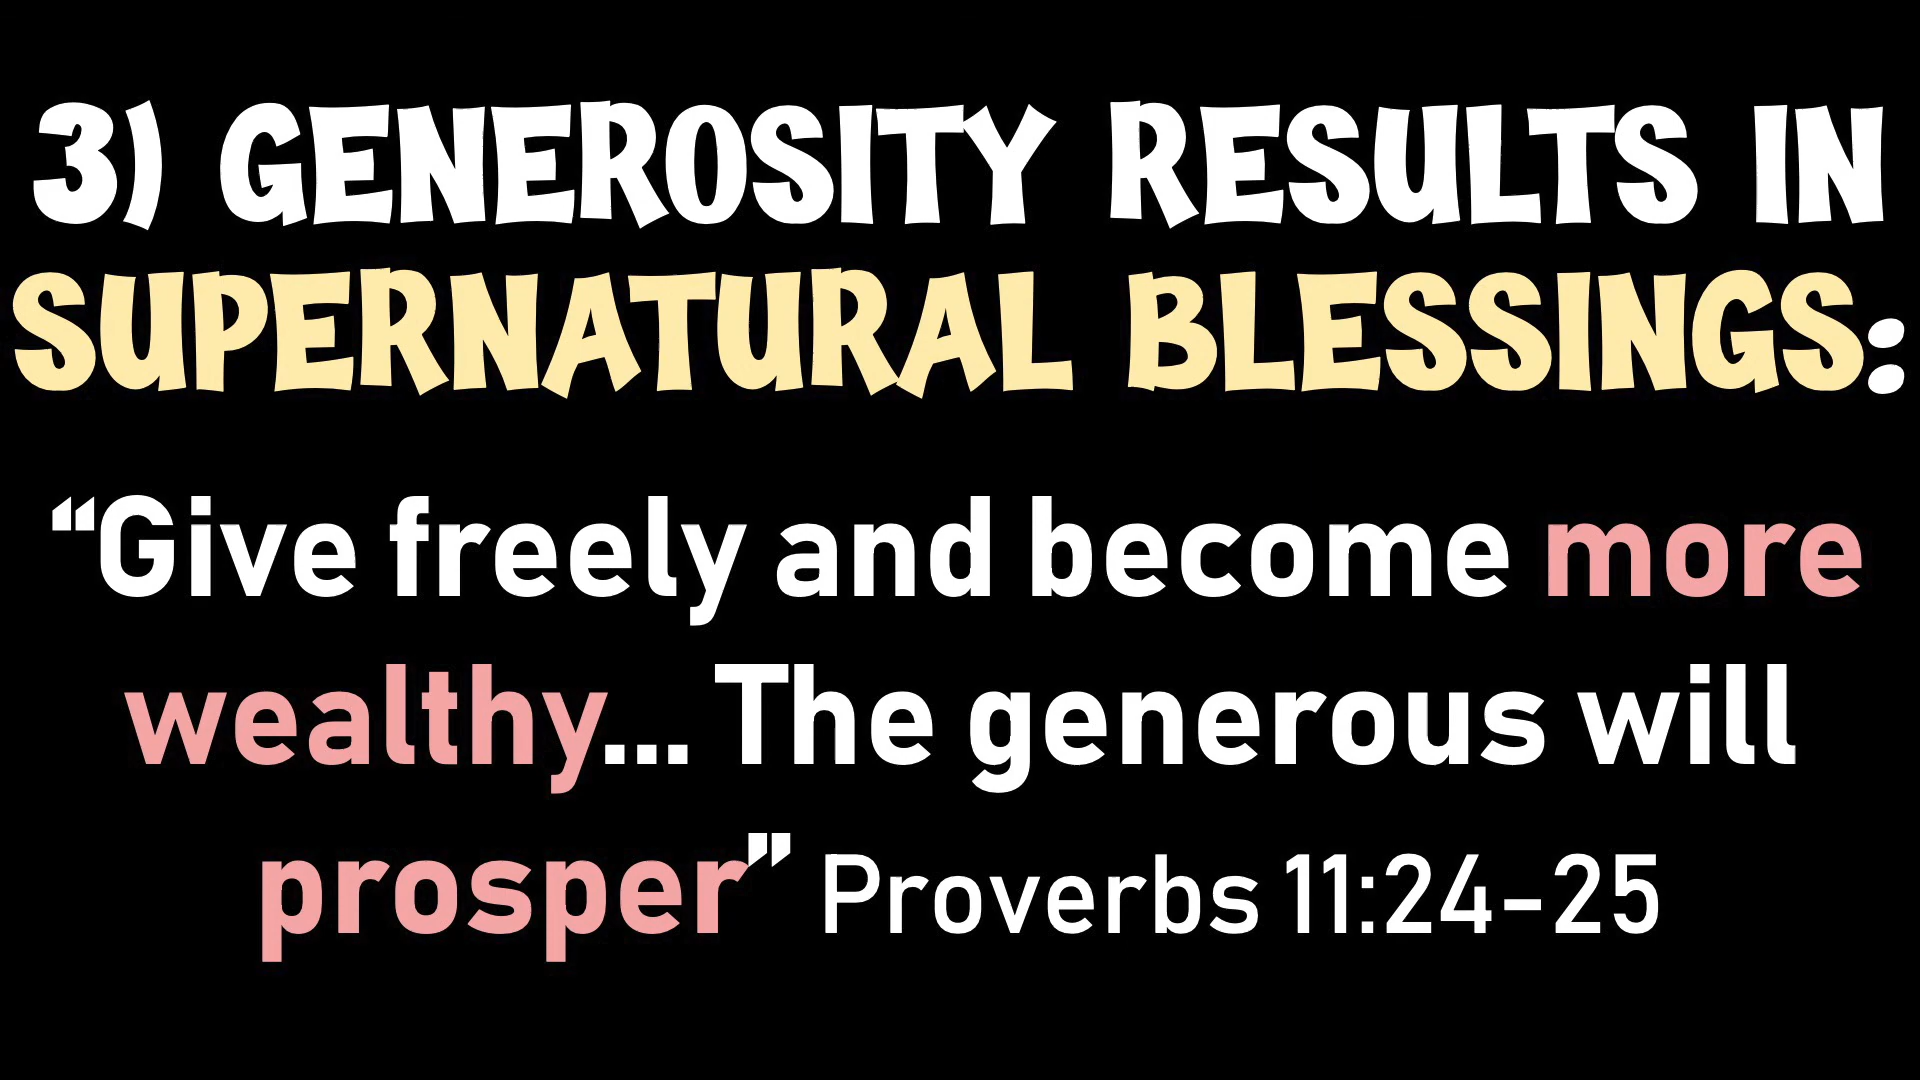 3) GENEROSITY RESULTS IN
SUPERNATURAL BLESSINGS:
“Give freely and become more
wealthy... The generous will
prosper” Proverbs 11:24-25